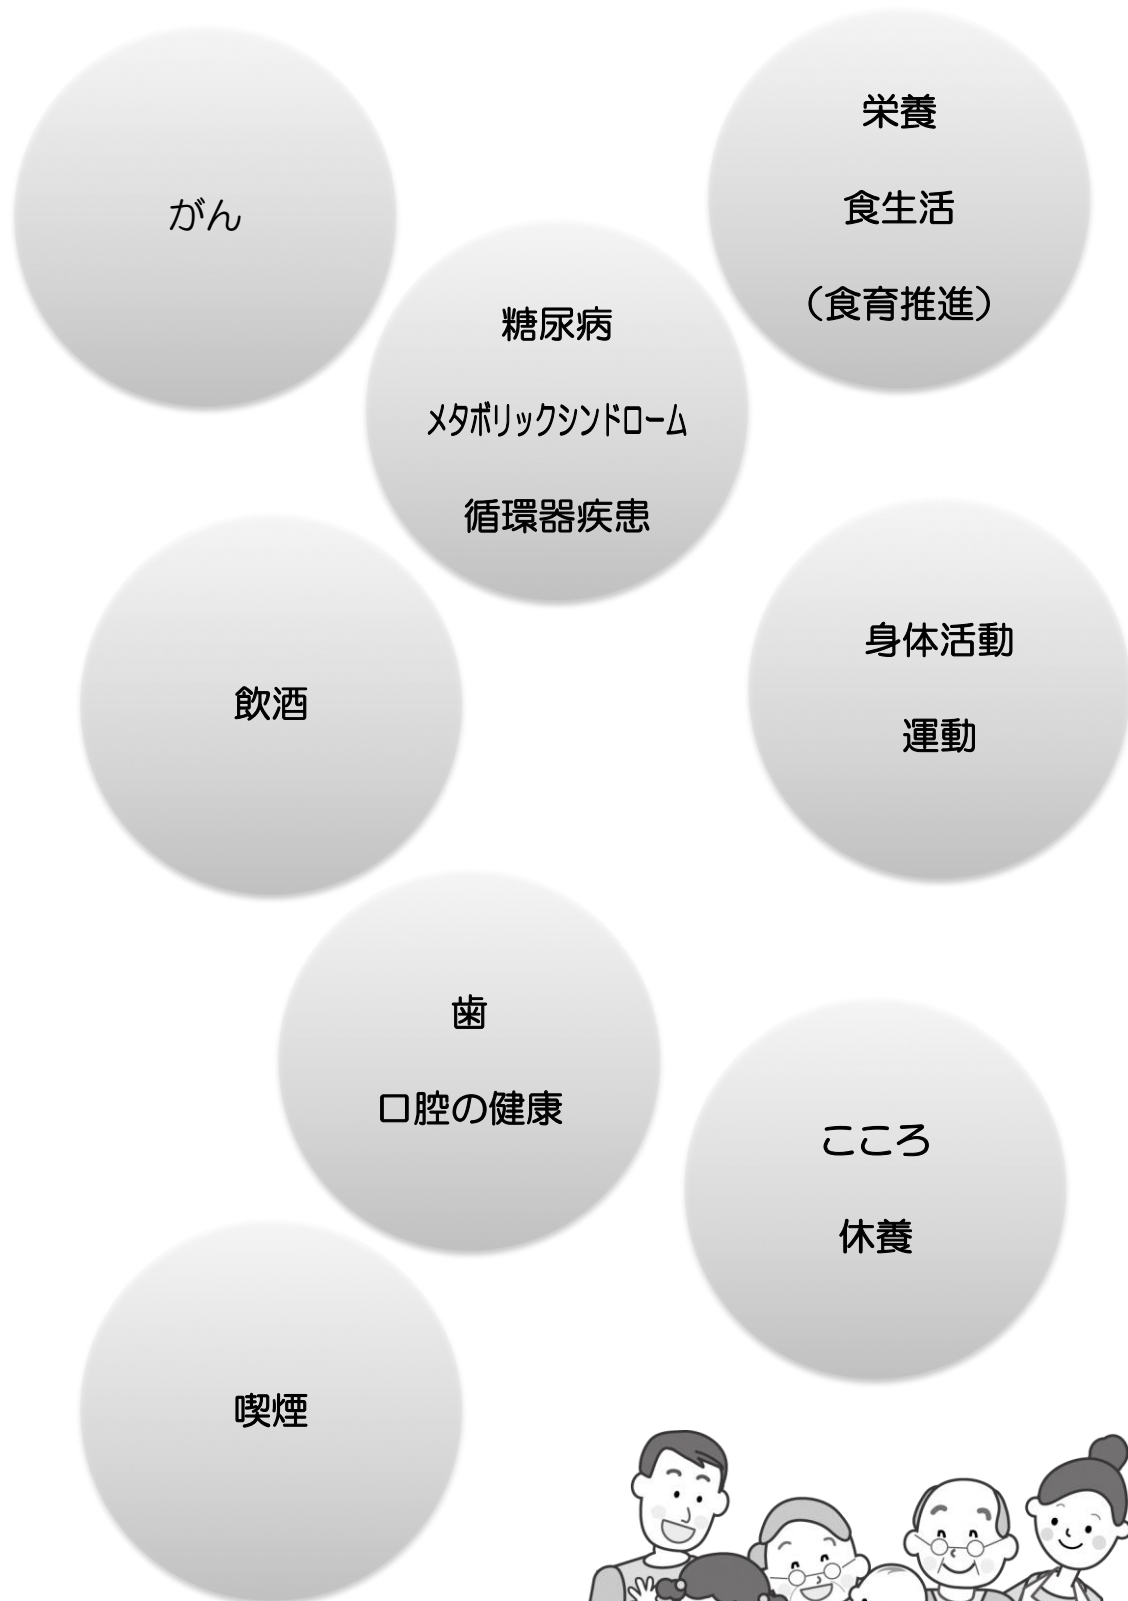 がん
栄養
食生活
（食育推進）
糖尿病
メタボリックシンドローム
循環器疾患
飲酒
身体活動
運動
歯
口腔の健康
こころ
休養
喫煙